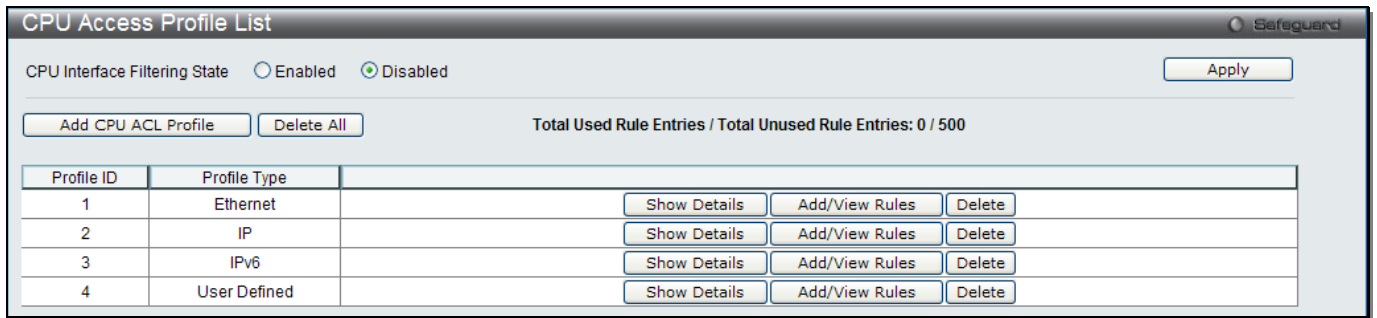 CPU Access Profile List
Safeguard
CPU Interface Filtering State Enabled Disabled Apply
Add CPU ACL Profile Delete All Total Used Rule Entries / Total Unused Rule Entries: 0 / 500
Profile ID Profile Type
1 Ethernet Show Details Add/View Rules Delete
2 IP Show Details Add/View Rules Delete
3 IPv6 Show Details Add/View Rules Delete
4 User Defined Show Details Add/View Rules Delete